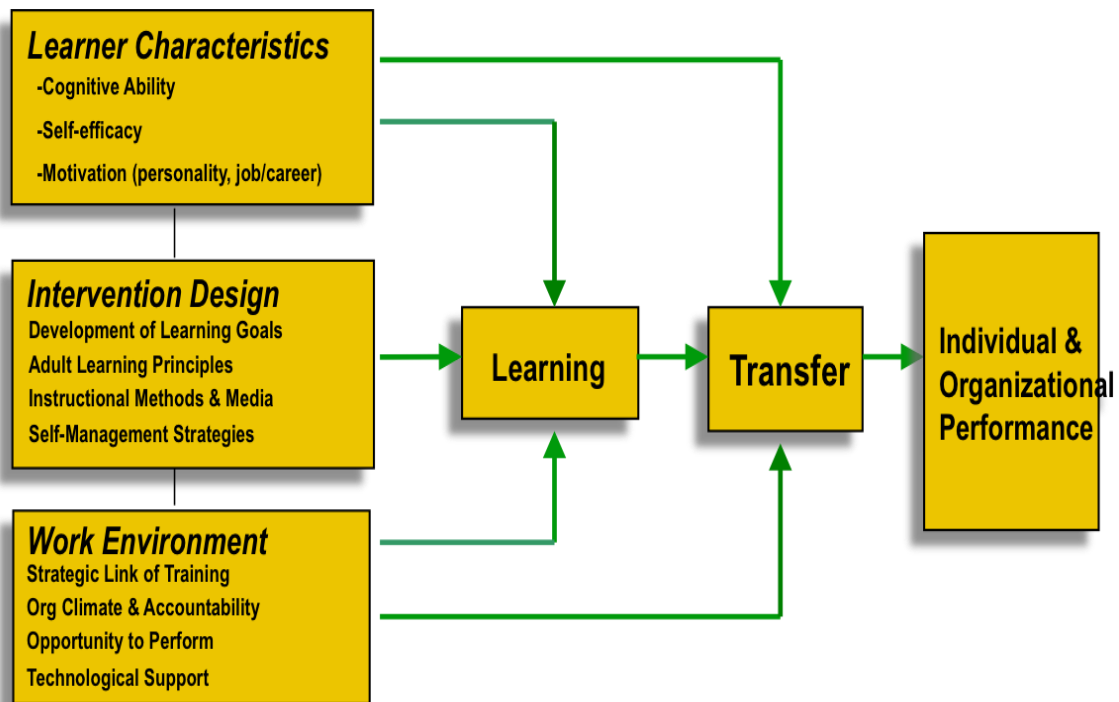 Learner Characteristics
-Cognitive Ability
-Self-efficacy
-Motivation (personality, job/career)
Intervention Design
Development of Learning Goals
Adult Learning Principles
Instructional Methods & Media
Self-Management Strategies
Work Environment
Strategic Link of Training
Org Climate & Accountability
Opportunity to Perform
Technological Support
Learning
Transfer
Individual &
Organizational
Performance